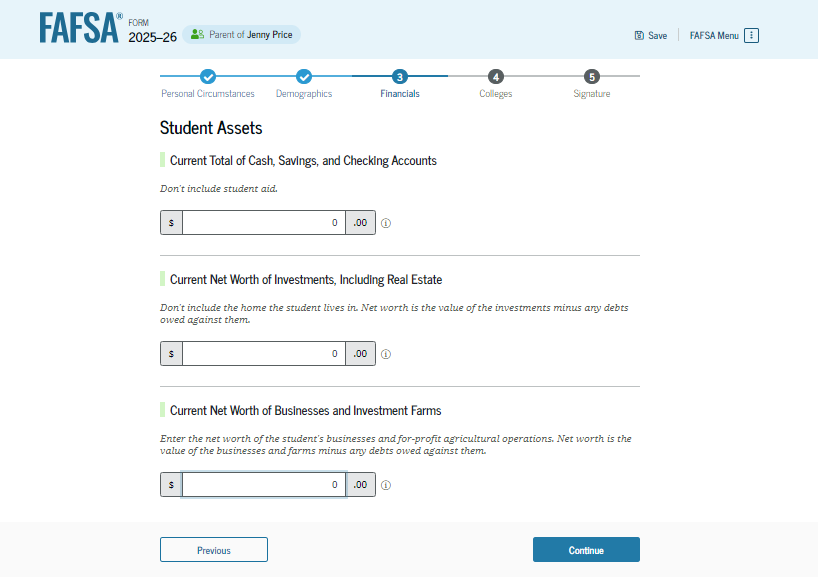 FAFSA® FORM 2025–26 Parent of Jenny Price Save FAFSA Menu
3 4 5
Personal Circumstances Demographics Financials Colleges Signature
Student Assets
Current Total of Cash, Savings, and Checking Accounts
Don't include student aid.
$ 0 .00
Current Net Worth of Investments, Including Real Estate
Don't include the home the student lives in. Net worth is the value of the investments minus any debts
owed against them.
$ 0 .00
Current Net Worth of Businesses and Investment Farms
Enter the net worth of the student's businesses and for-profit agricultural operations. Net worth is the
value of the businesses and farms minus any debts owed against them.
$ 0 .00
Previous Continue